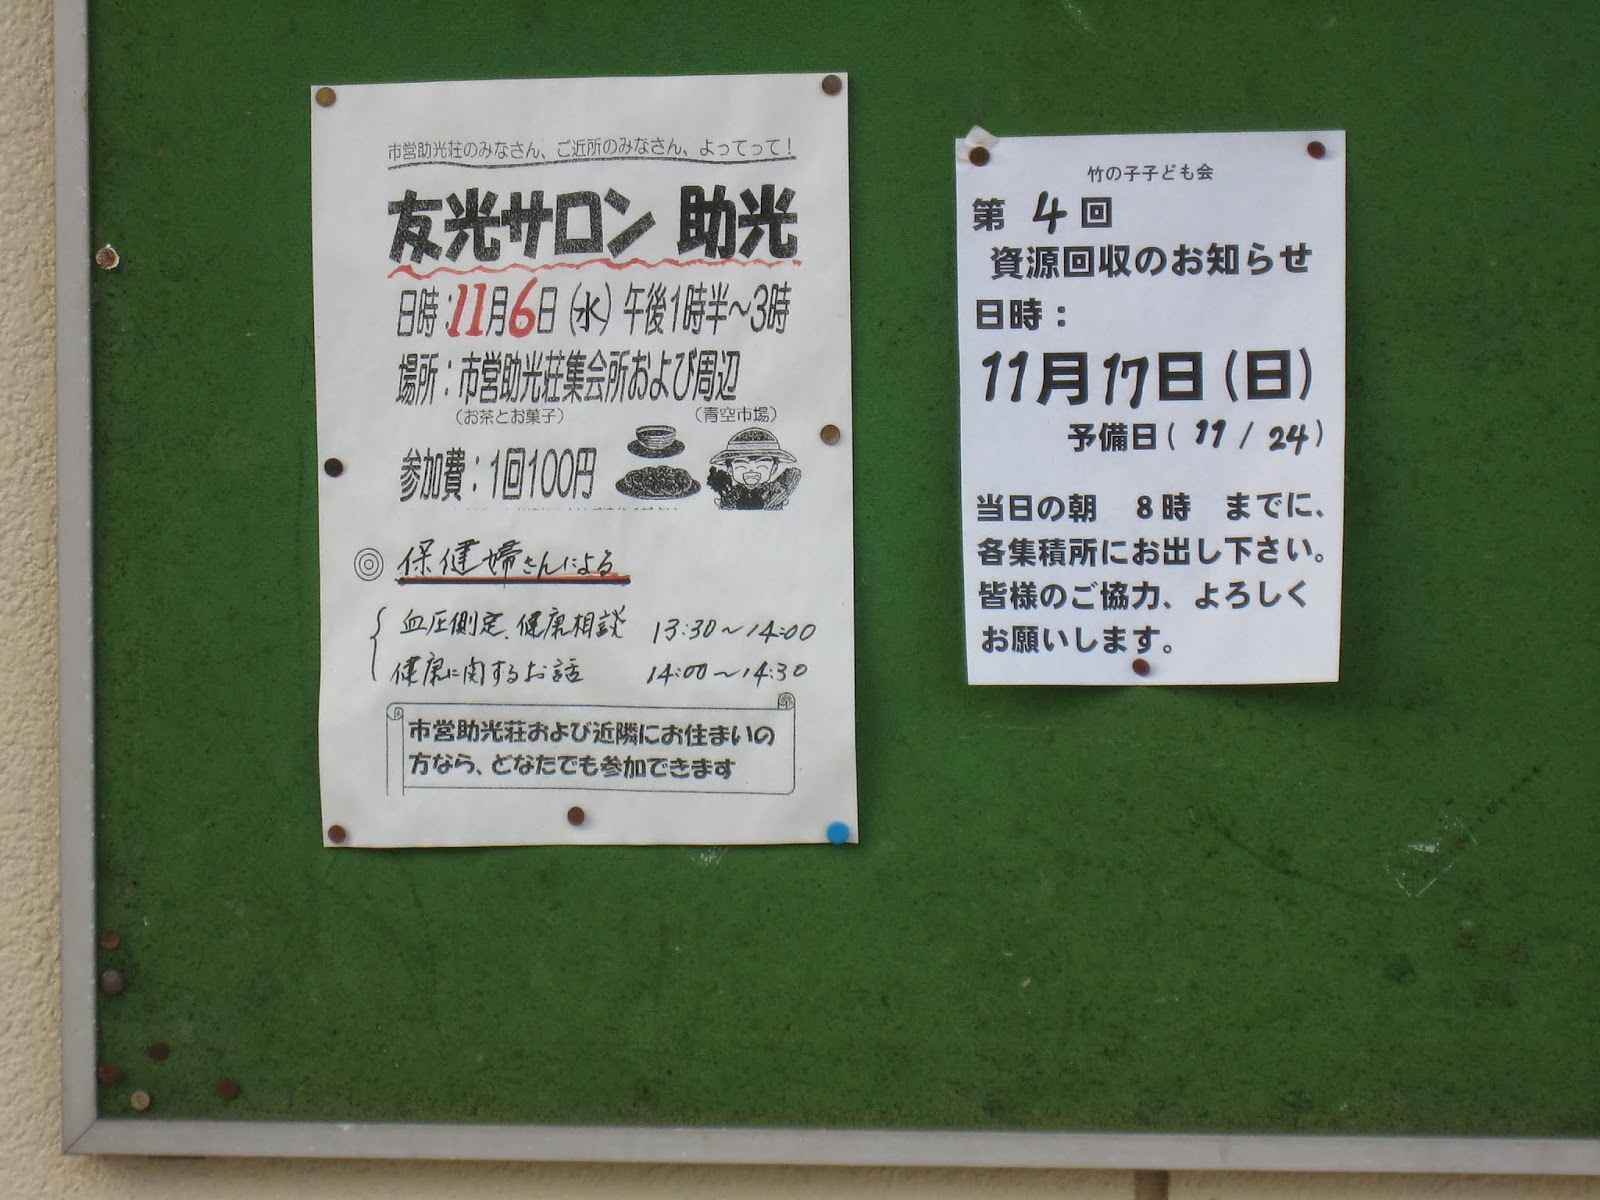 市営助光荘のみなさん、ご近所のみなさん、よってって！
友光サロン 助光
日時：11月6日（水）午後1時半～3時
場所：市営助光荘集会所および周辺
（お茶とお菓子） （青空市場）
参加費：1回100円
◎ 保健婦さんによる
血圧測定、健康相談 13:30～14:00
健康に関するお話 14:00～14:30
市営助光荘および近隣にお住まいの
方なら、どなたでも参加できます
竹の子子ども会
第 4 回
資源回収のお知らせ
日時：
11月17日（日）
予備日（ 11 / 24 ）
当日の朝 8時 までに、
各集積所にお出し下さい。
皆様のご協力、よろしく
お願いします。